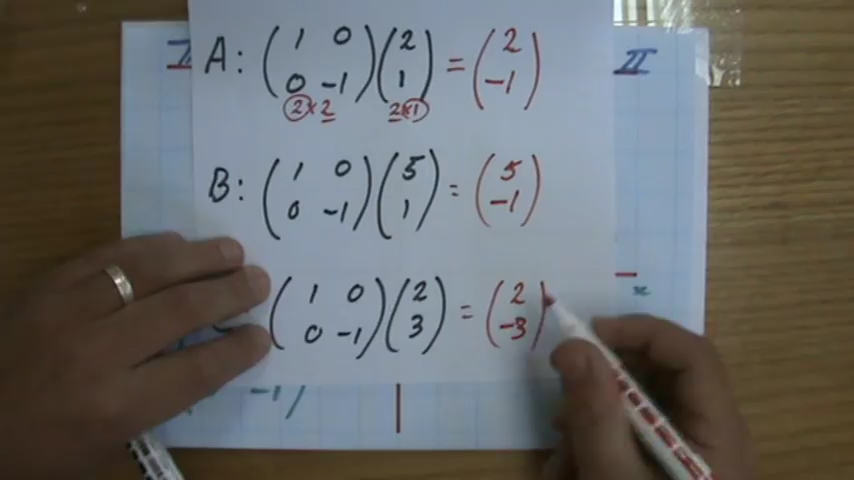 II
A: (1 0 0 -1)(2 1) = (2 -1)
2×2 2×1
B: (1 0 0 -1)(5 1) = (5 -1)
(1 0 0 -1)(2 3) = (2 -3)
x
-1)